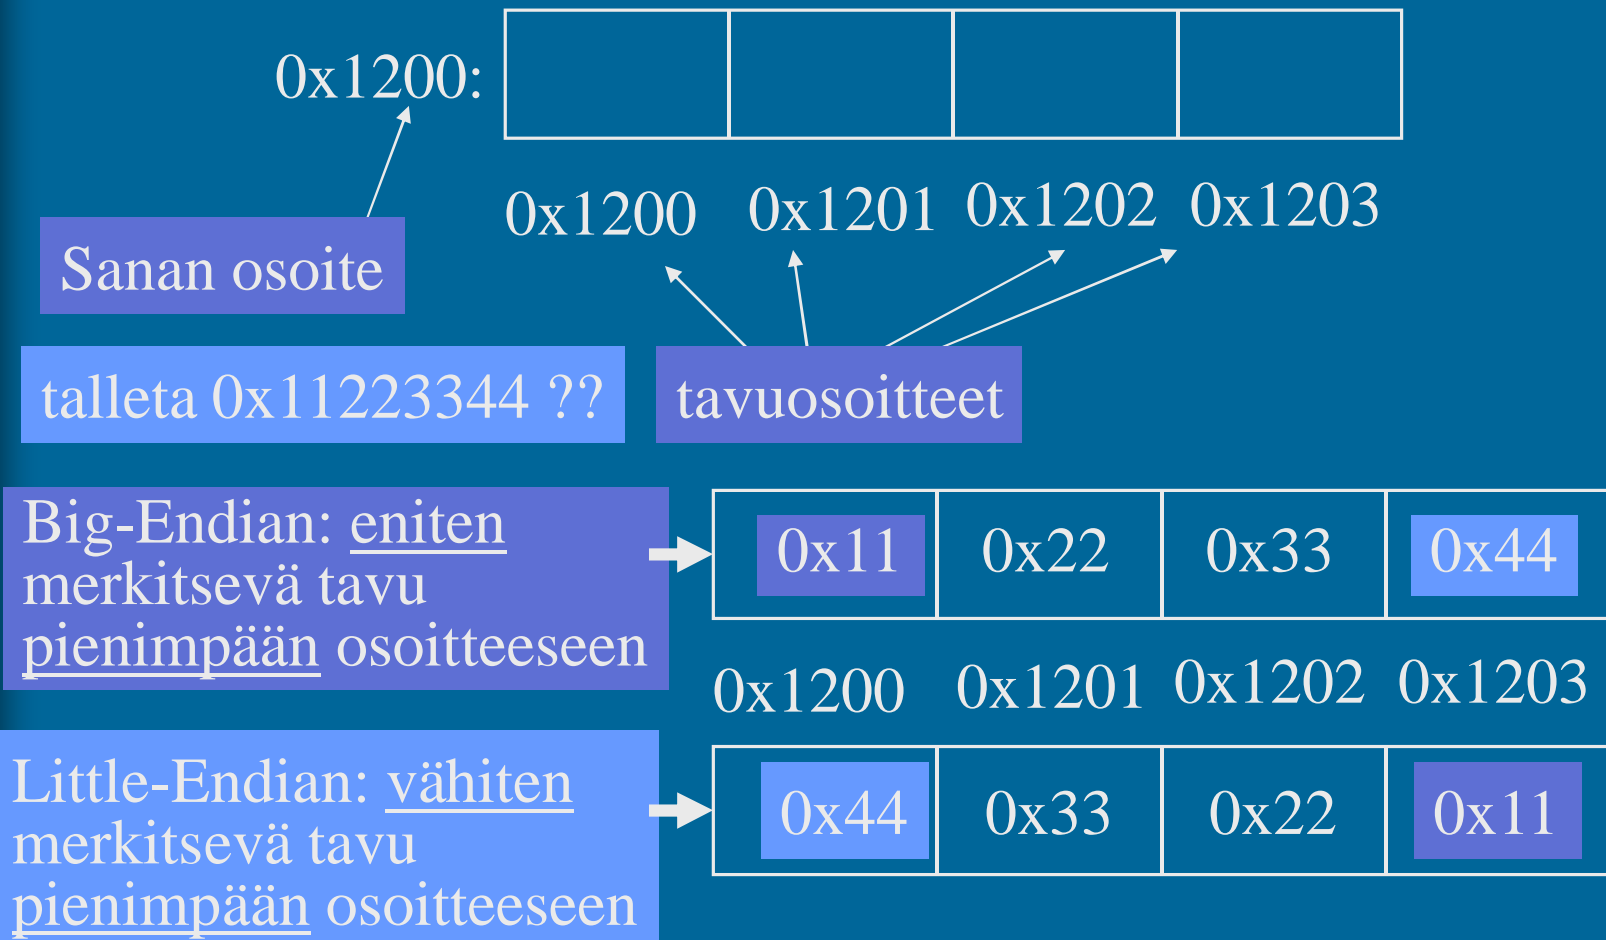 0x1200:
0x1200 0x1201 0x1202 0x1203
Sanan osoite
talleta 0x11223344 ??
tavuosoitteet
Big-Endian: eniten
merkitsevä tavu
pienimpään osoitteeseen
0x11 0x22 0x33 0x44
0x1200 0x1201 0x1202 0x1203
Little-Endian: vähiten
merkitsevä tavu
pienimpään osoitteeseen
0x44 0x33 0x22 0x11